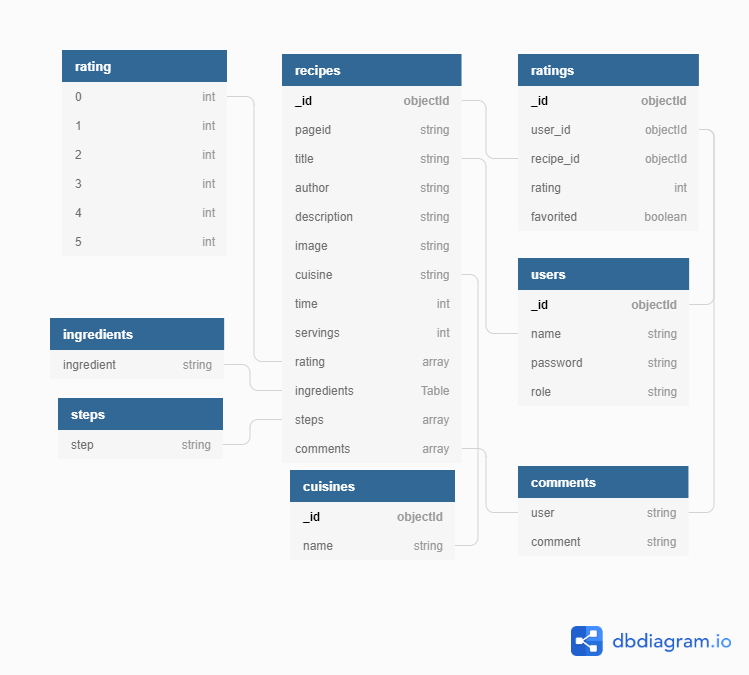 rating
0 int
1 int
2 int
3 int
4 int
5 int
ingredients
ingredient string
steps
step string
recipes
_id objectId
pageid string
title string
author string
description string
image string
cuisine string
time int
servings int
rating array
ingredients Table
steps array
comments array
cuisines
_id objectId
name string
ratings
_id objectId
user_id objectId
recipe_id objectId
rating int
favorited boolean
users
_id objectId
name string
password string
role string
comments
user string
comment string
dbdiagram.io